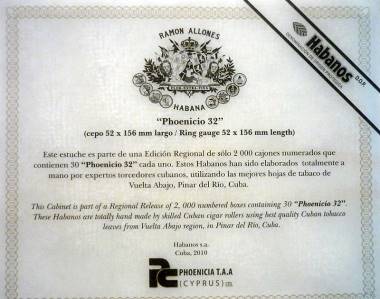 RAMON ALLONES
HABANA
Habanos D.O.P.
DENOMINACIÓN DE ORIGEN PROTEGIDA
"Phoenicio 32"
(cepo 52 x 156 mm largo / Ring gauge 52 x 156 mm length)
Este estuche es parte de una Edición Regional de sólo 2 000 cajones numerados que
contienen 30 "Phoenicio 32" cada uno. Estos Habanos han sido elaborados totalmente a
mano por expertos torcedores cubanos, utilizando las mejores hojas de tabaco de
Vuelta Abajo, Pinar del Río, Cuba.
This Cabinet is part of a Regional Release of 2, 000 numbered boxes containing 30 "Phoenicio 32".
These Habanos are totally hand made by skilled Cuban cigar rollers using best quality Cuban tobacco
leaves from Vuelta Abajo region, in Pinar del Río, Cuba.
Habanos s.a.
Cuba, 2010
PHOENICIA T.A.A
(CYPRUS) LTD.